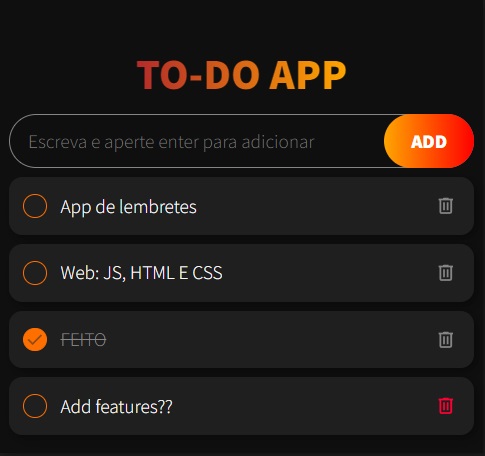 TO-DO APP
Escreva e aperte enter para adicionar
ADD
App de lembretes
Web: JS, HTML E CSS
FEITO
Add features??